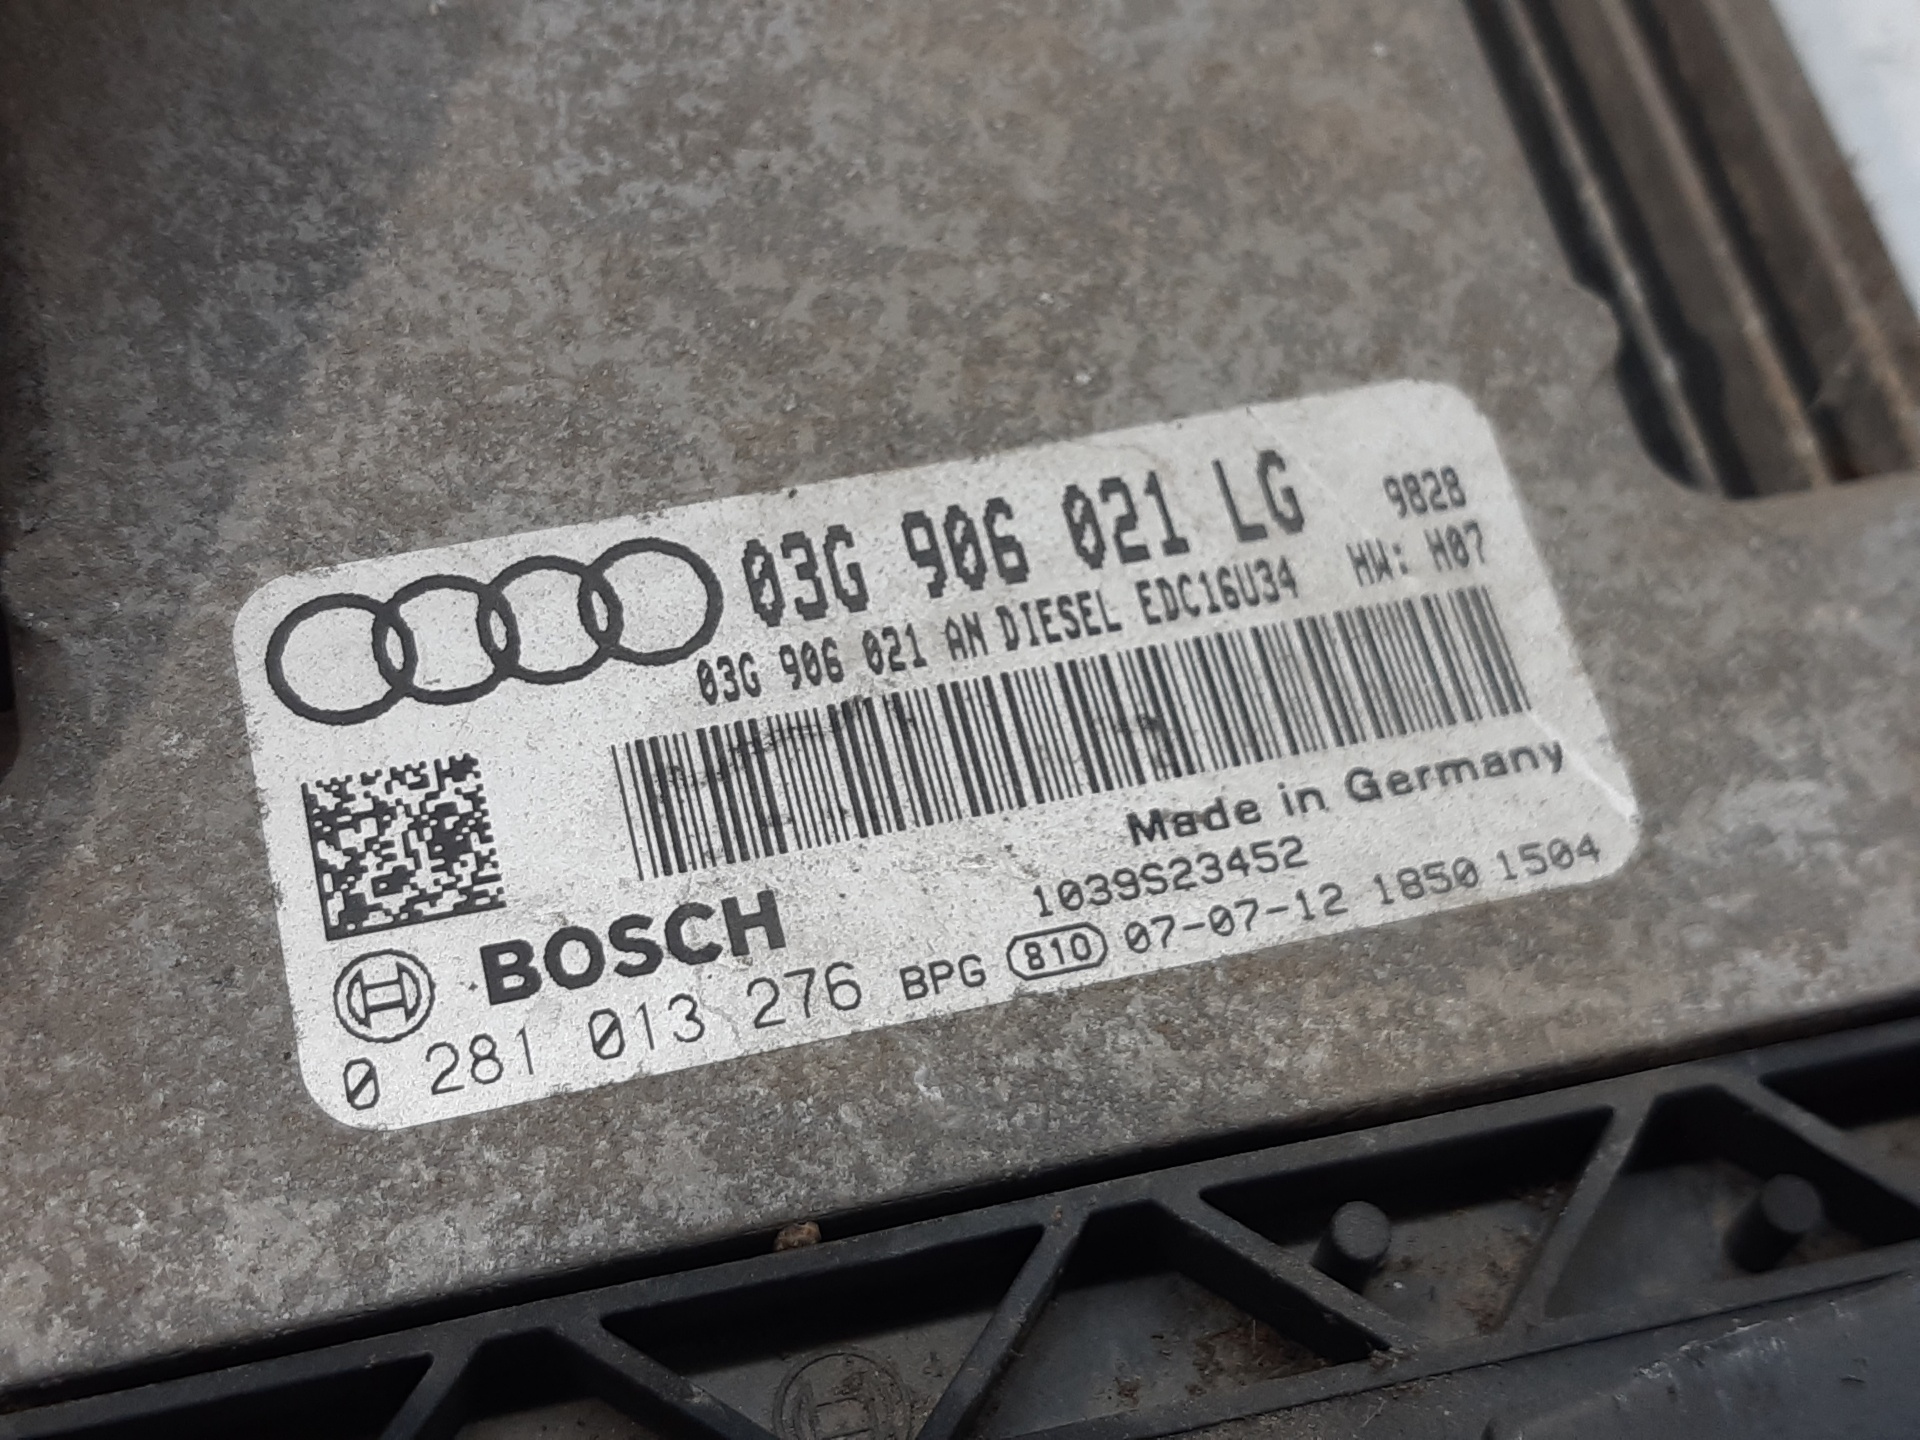 03G 906 021 LG 9828
03G 906 021 AN DIESEL EDC16U34 HW: H07
Made in Germany
BOSCH 1039S23452
0 281 013 276 BPG 810 07-07-12 1850 1504